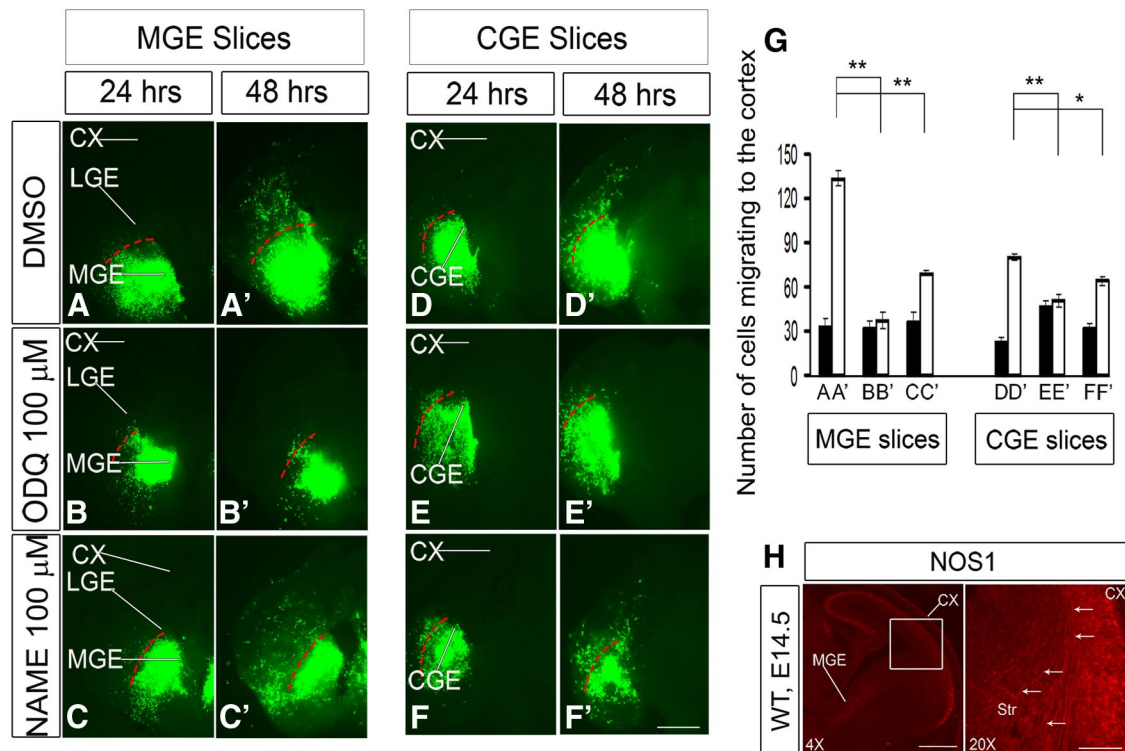 MGE Slices
CGE Slices
24 hrs
48 hrs
24 hrs
48 hrs
DMSO
CX
LGE
MGE
A
A'
CX
CGE
D
D'
ODQ 100 µM
CX
LGE
MGE
B
B'
CX
CGE
E
E'
NAME 100 µM
CX
LGE
MGE
C
C'
CX
CGE
F
F'
G
**
**
**
*
Number of cells migrating to the cortex
150
120
90
60
30
0
AA' BB' CC' DD' EE' FF'
MGE slices
CGE slices
H
NOS1
WT, E14.5
CX
MGE
4X
CX
Str
20X